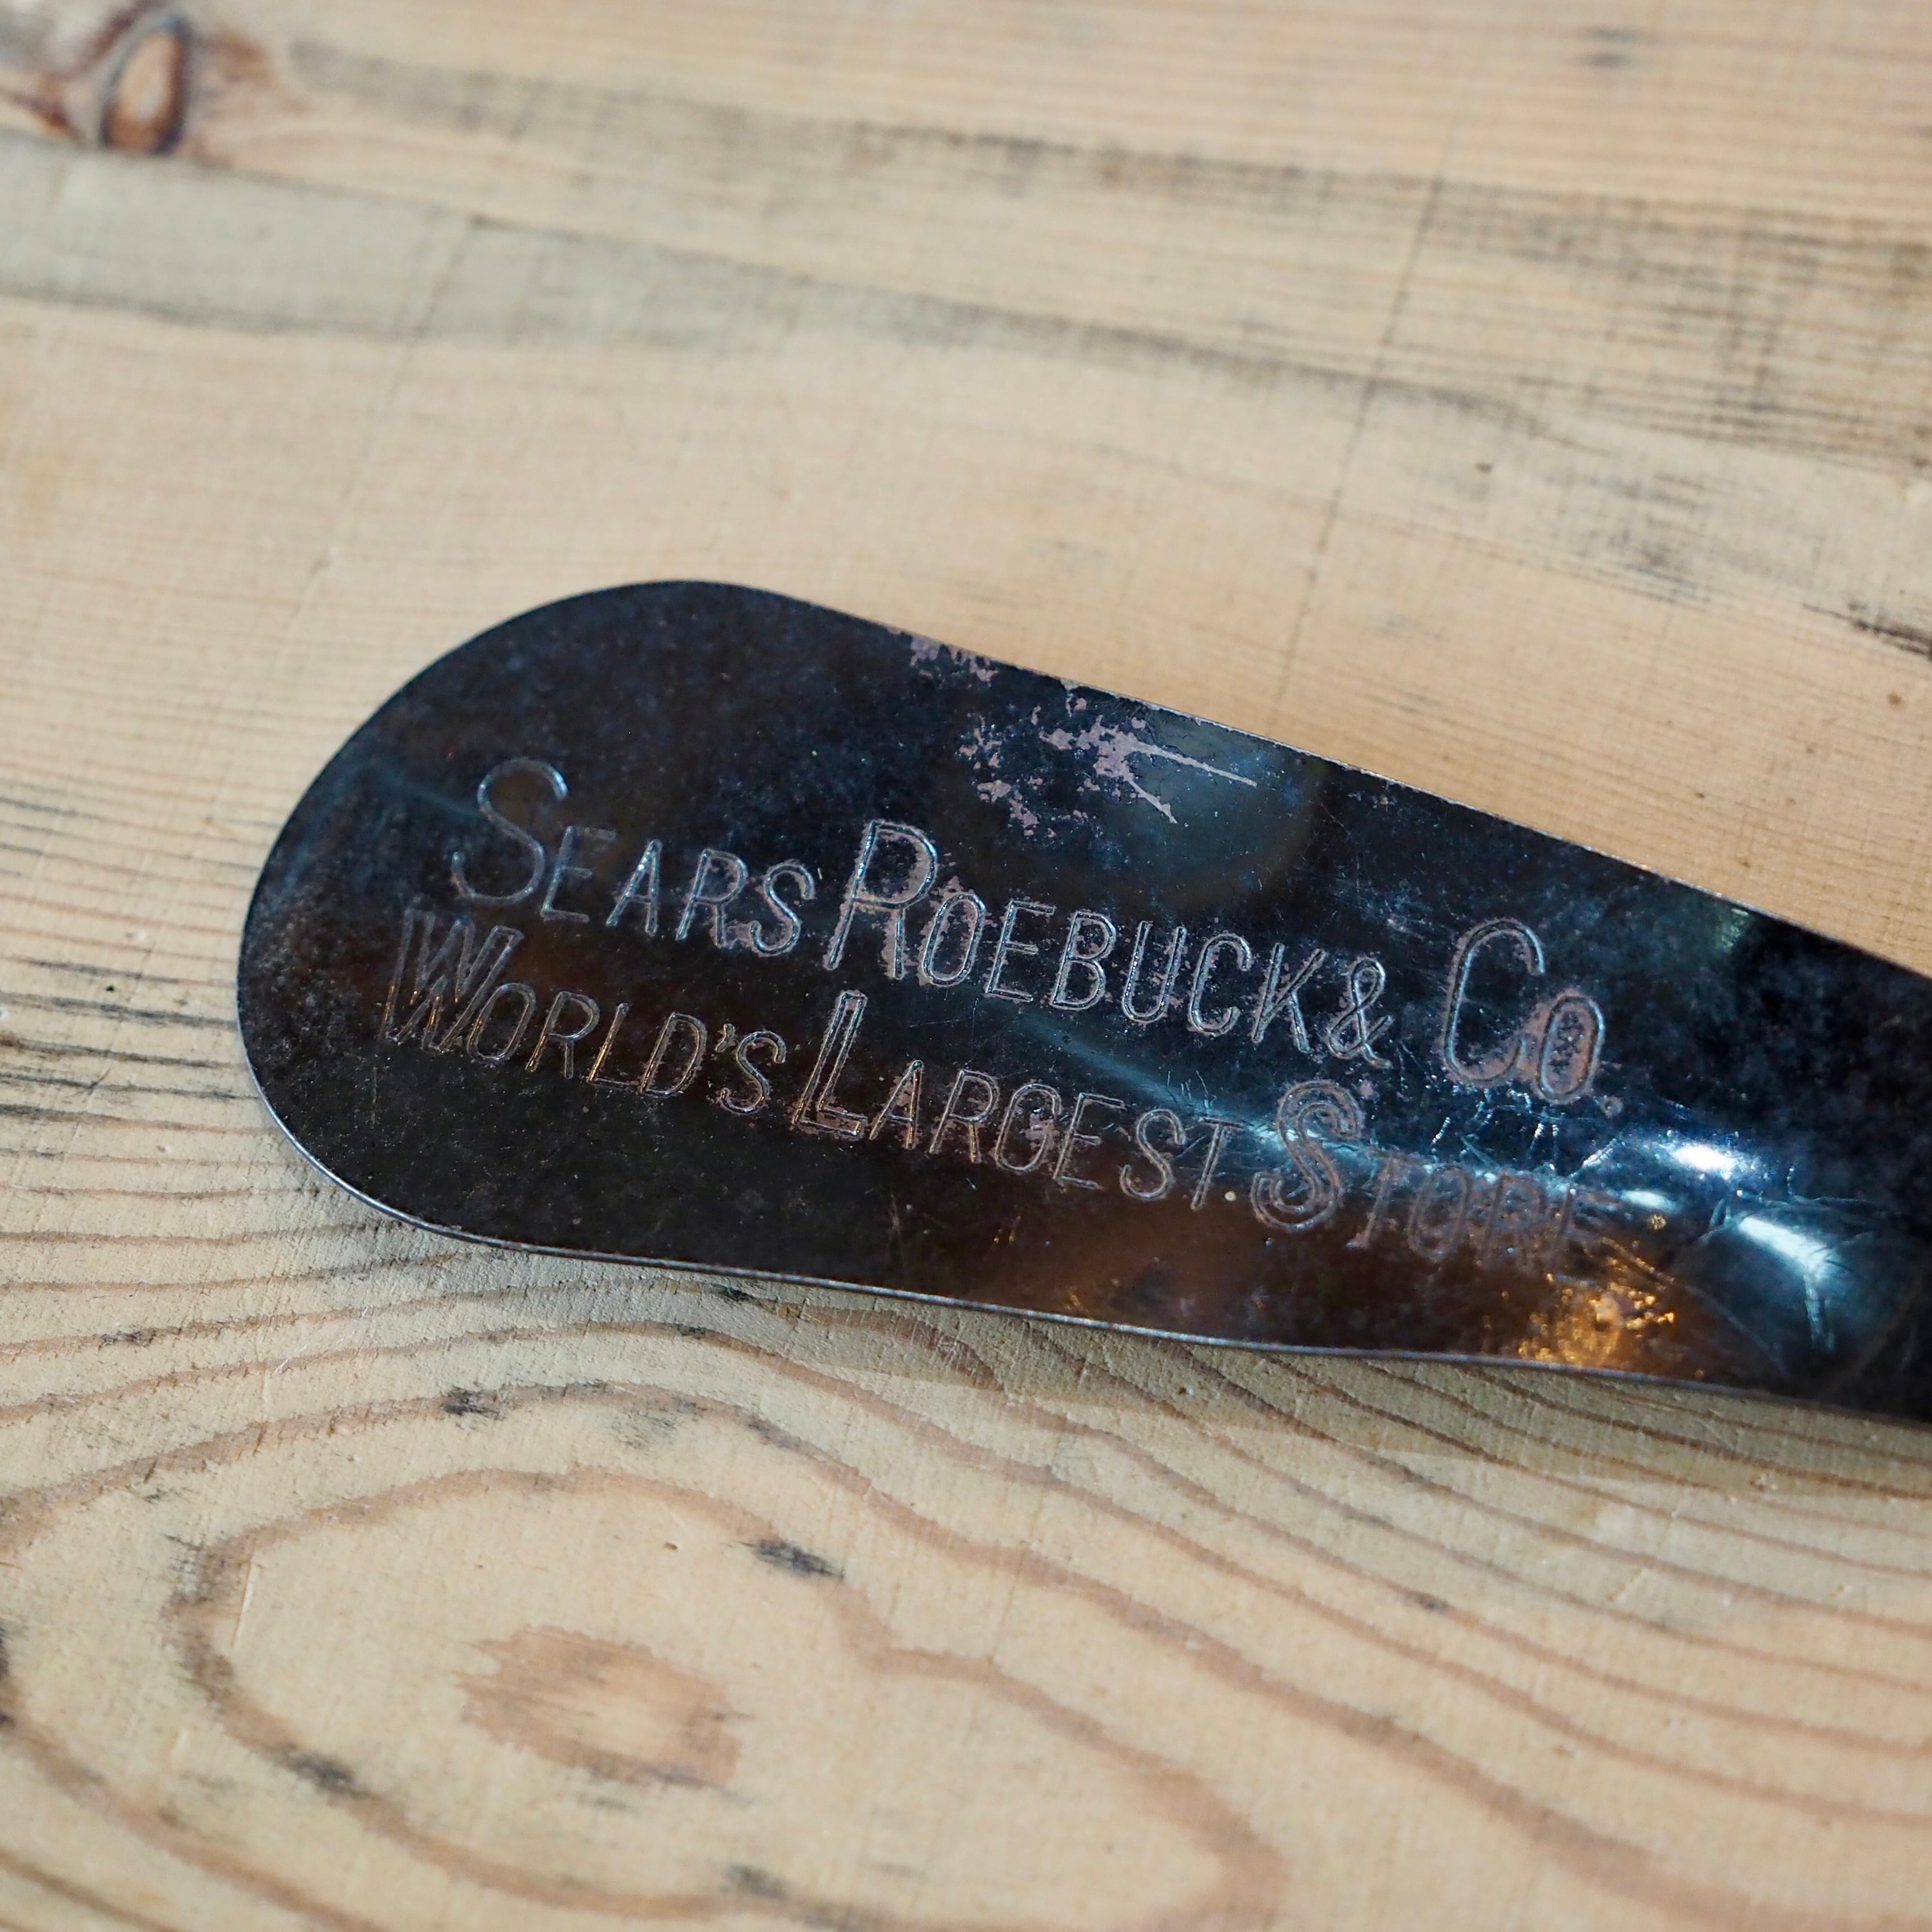 SEARS ROEBUCK & CO.
WORLD'S LARGEST STORE